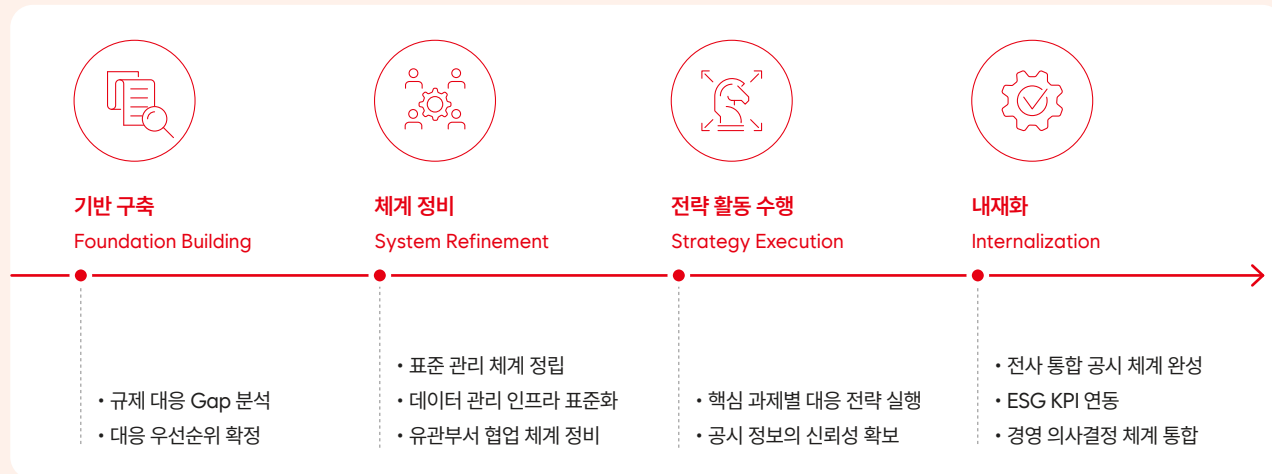 기반 구축
Foundation Building
• 규제 대응 Gap 분석
• 대응 우선순위 확정
체계 정비
System Refinement
• 표준 관리 체계 정립
• 데이터 관리 인프라 표준화
• 유관부서 협업 체계 정비
전략 활동 수행
Strategy Execution
• 핵심 과제별 대응 전략 실행
• 공시 정보의 신뢰성 확보
내재화
Internalization
• 전사 통합 공시 체계 완성
• ESG KPI 연동
• 경영 의사결정 체계 통합